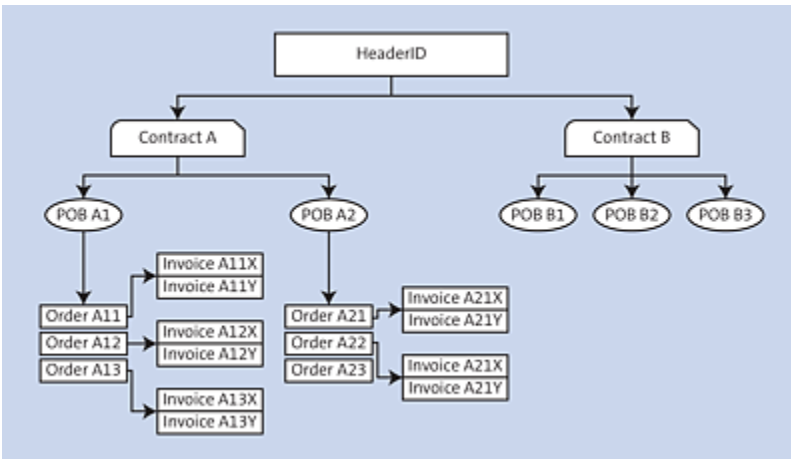 HeaderID
Contract A
Contract B
POB A1
POB A2
POB B1
POB B2
POB B3
Order A11
Order A12
Order A13
Invoice A11X
Invoice A11Y
Invoice A12X
Invoice A12Y
Invoice A13X
Invoice A13Y
Order A21
Order A22
Order A23
Invoice A21X
Invoice A21Y
Invoice A21X
Invoice A21Y